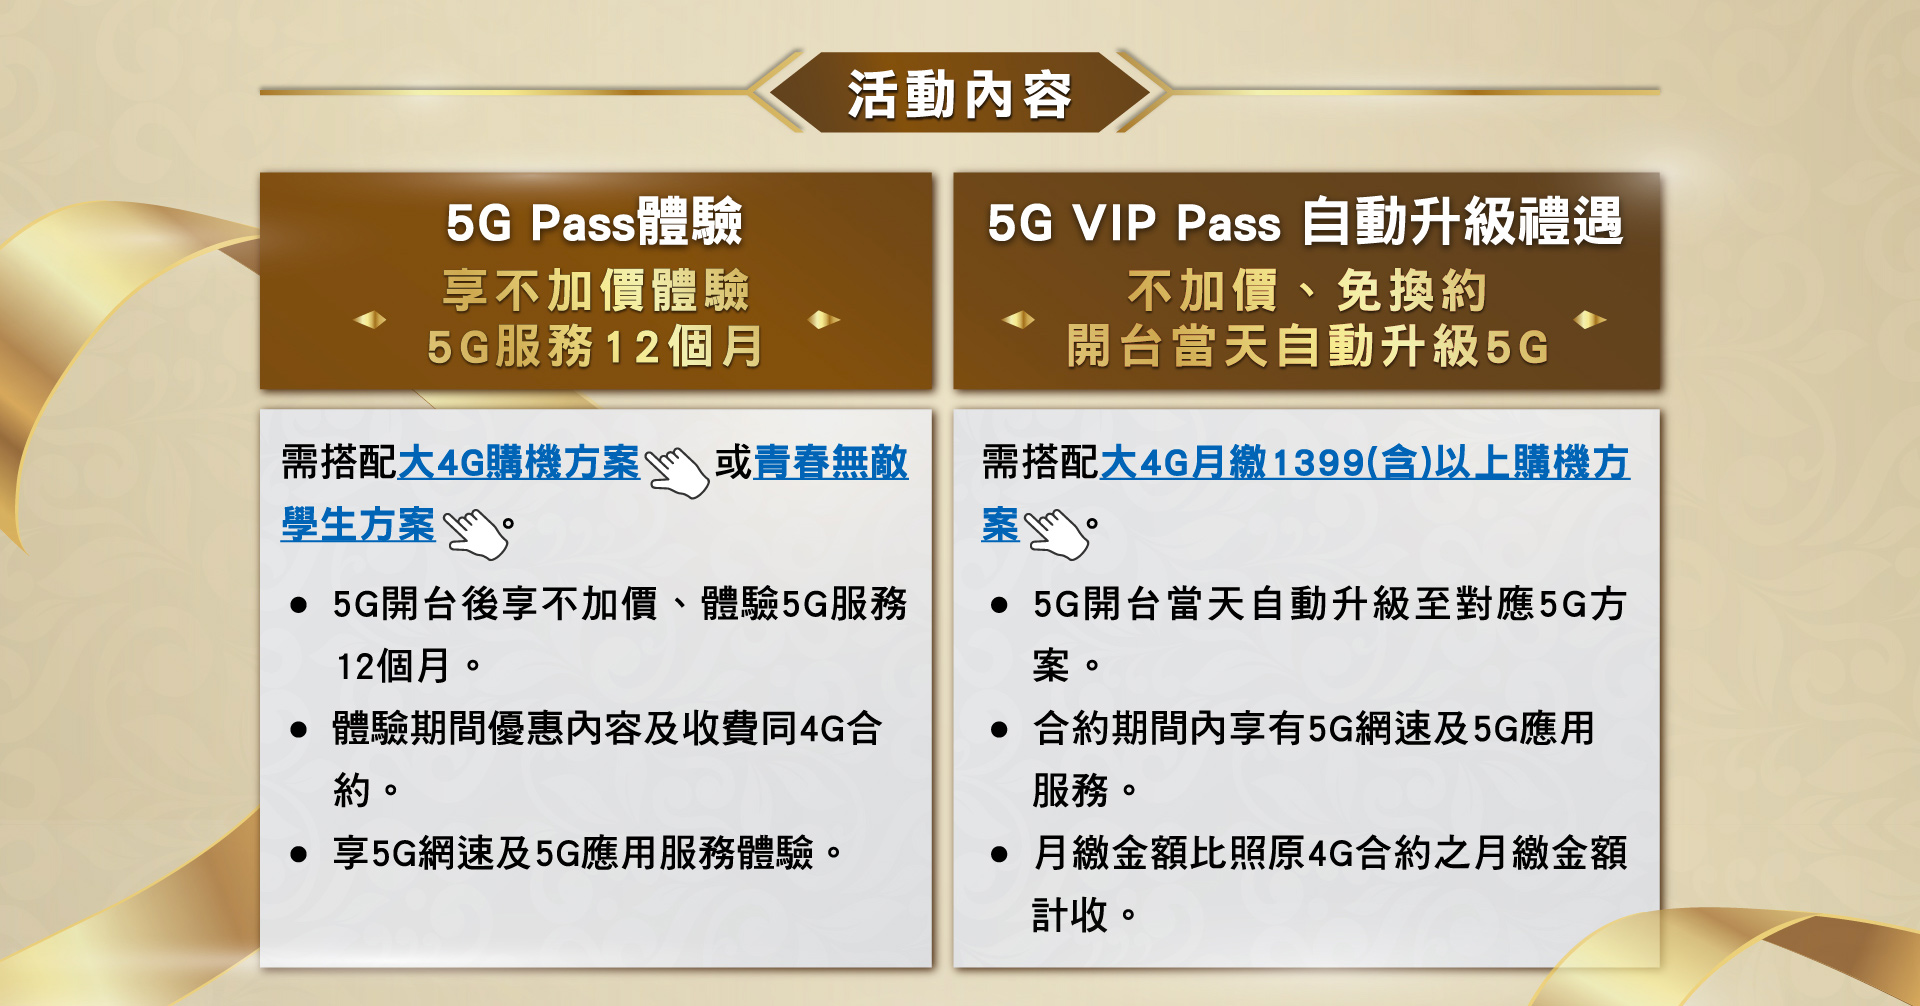 活動內容
5G Pass體驗
享不加價體驗
5G服務12個月
需搭配大4G購機方案 或青春無敵
學生方案 。
● 5G開台後享不加價、體驗5G服務
12個月。
● 體驗期間優惠內容及收費同4G合
約。
● 享5G網速及5G應用服務體驗。
5G VIP Pass 自動升級禮遇
不加價、免換約
開台當天自動升級5G
需搭配大4G月繳1399(含)以上購機方
案 。
● 5G開台當天自動升級至對應5G方
案。
● 合約期間內享有5G網速及5G應用
服務。
● 月繳金額比照原4G合約之月繳金額
計收。